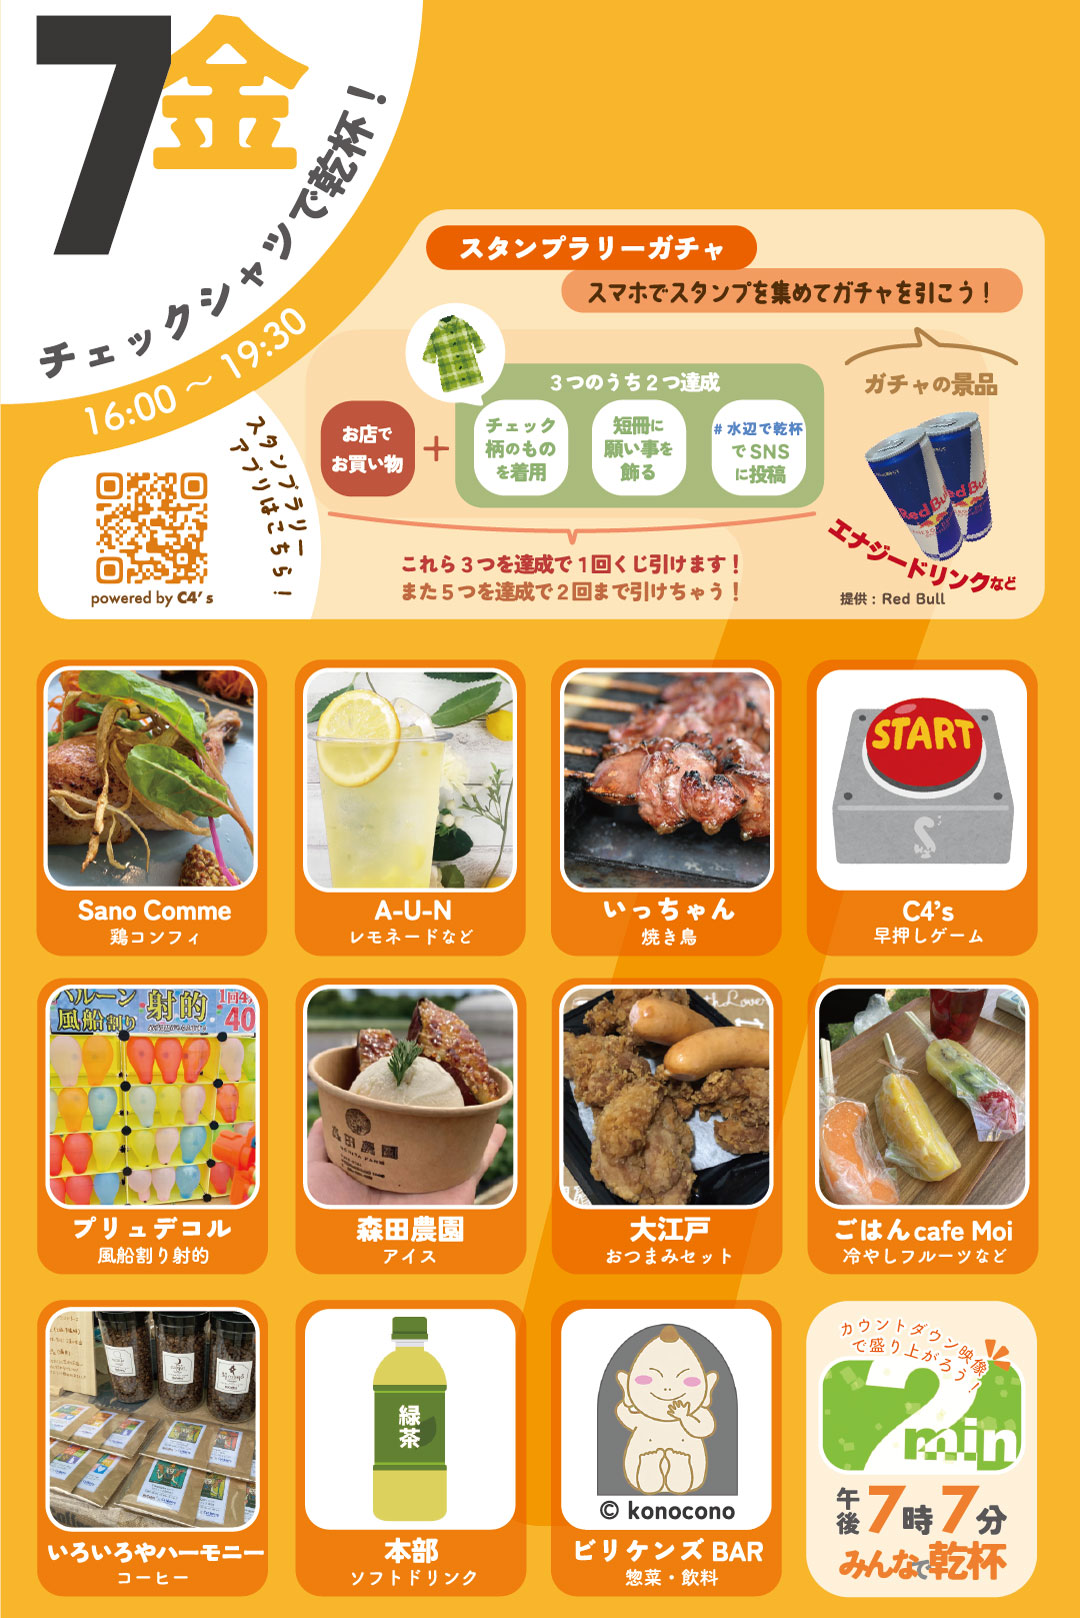 7金
チェックシャツで乾杯！
16:00 ～ 19:30
スタンプラリーガチャ
スマホでスタンプを集めてガチャを引こう！
3つのうち2つ達成
お店で
お買い物
+
チェック
柄のもの
を着用
短冊に
願い事を
飾る
#水辺で乾杯
でSNS
に投稿
これら3つを達成で1回くじ引けます！
また5つを達成で2回まで引けちゃう！
ガチャの景品
Red Bull
Red Bull
エナジードリンクなど
提供：Red Bull
スタンプラリー
アプリはこちら！
powered by C4's
Sano Comme
鶏コンフィ
A-U-N
レモネードなど
いっちゃん
焼き鳥
START
C4's
早押しゲーム
バルーン
風船割り
射的
1回4
40
プリュデコル
風船割り射的
森田農園
森田農園
アイス
大江戸
おつまみセット
ごはんcafe Moi
冷やしフルーツなど
いろいろやハーモニー
コーヒー
緑茶
本部
ソフトドリンク
© konocono
ビリケンズ BAR
惣菜・飲料
カウントダウン映像
で盛り上がろう！
7min
午後7時7分
みんなで乾杯